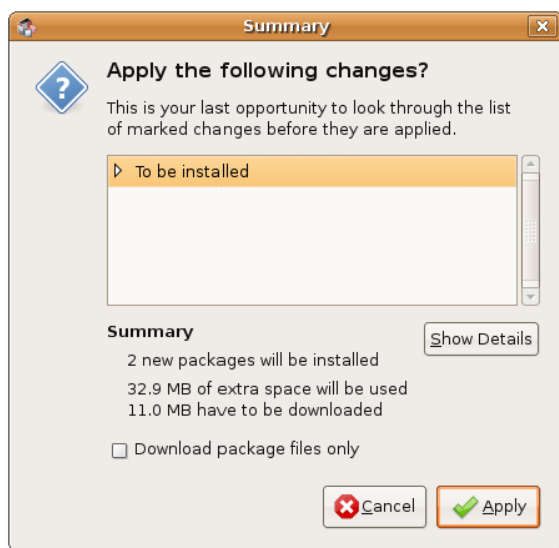 Summary
Apply the following changes?
This is your last opportunity to look through the list
of marked changes before they are applied.
To be installed
Summary
Show Details
2 new packages will be installed
32.9 MB of extra space will be used
11.0 MB have to be downloaded
Download package files only
Cancel
Apply